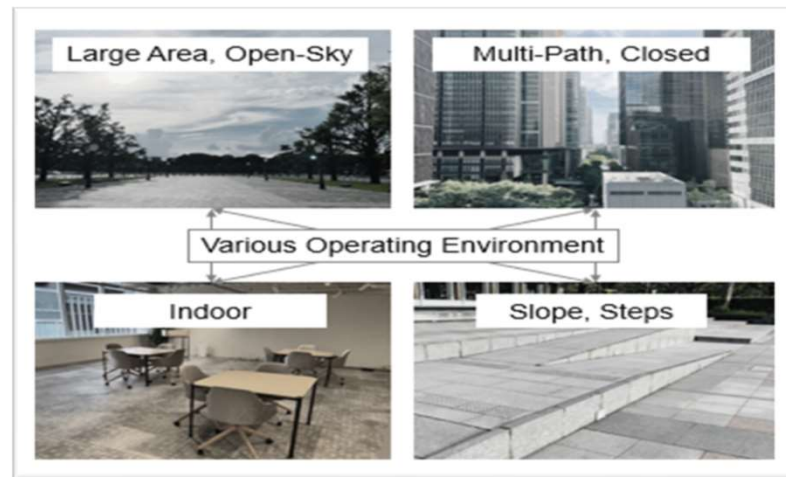 Large Area, Open-Sky
Multi-Path, Closed
Various Operating Environment
Indoor
Slope, Steps